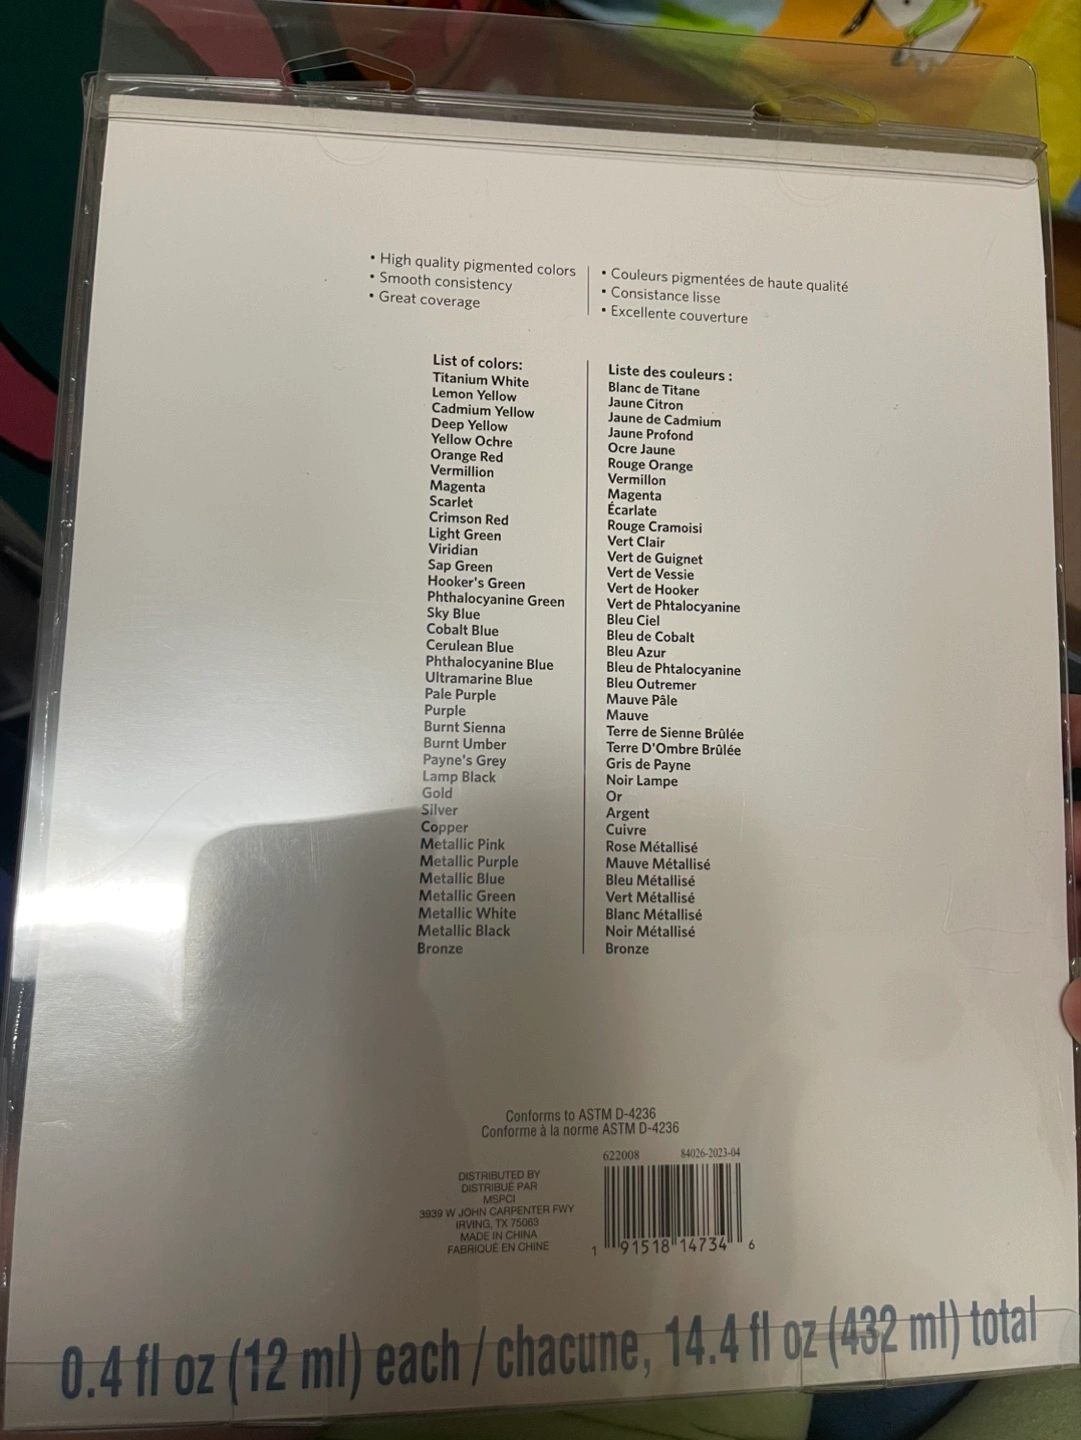 • High quality pigmented colors
• Smooth consistency
• Great coverage
• Couleurs pigmentées de haute qualité
• Consistance lisse
• Excellente couverture
List of colors:
Titanium White
Lemon Yellow
Cadmium Yellow
Deep Yellow
Yellow Ochre
Orange Red
Vermillion
Magenta
Scarlet
Crimson Red
Light Green
Viridian
Sap Green
Hooker's Green
Phthalocyanine Green
Sky Blue
Cobalt Blue
Cerulean Blue
Phthalocyanine Blue
Ultramarine Blue
Pale Purple
Purple
Burnt Sienna
Burnt Umber
Payne's Grey
Lamp Black
Gold
Silver
Copper
Metallic Pink
Metallic Purple
Metallic Blue
Metallic Green
Metallic White
Metallic Black
Bronze
Liste des couleurs :
Blanc de Titane
Jaune Citron
Jaune de Cadmium
Jaune Profond
Ocre Jaune
Rouge Orange
Vermillon
Magenta
Écarlate
Rouge Cramoisi
Vert Clair
Vert de Guignet
Vert de Vessie
Vert de Hooker
Vert de Phtalocyanine
Bleu Ciel
Bleu de Cobalt
Bleu Azur
Bleu de Phtalocyanine
Bleu Outremer
Mauve Pâle
Mauve
Terre de Sienne Brûlée
Terre D'Ombre Brûlée
Gris de Payne
Noir Lampe
Or
Argent
Cuivre
Rose Métallisé
Mauve Métallisé
Bleu Métallisé
Vert Métallisé
Blanc Métallisé
Noir Métallisé
Bronze
Conforms to ASTM D-4236
Conforme à la norme ASTM D-4236
DISTRIBUTED BY
DISTRIBUÉ PAR
MSPCI
3939 W JOHN CARPENTER FWY
IRVING, TX 75063
MADE IN CHINA
FABRIQUÉ EN CHINE
622008 84026-2023-04
1 91518 14734 6
0.4 fl oz (12 ml) each / chacune, 14.4 fl oz (432 ml) total